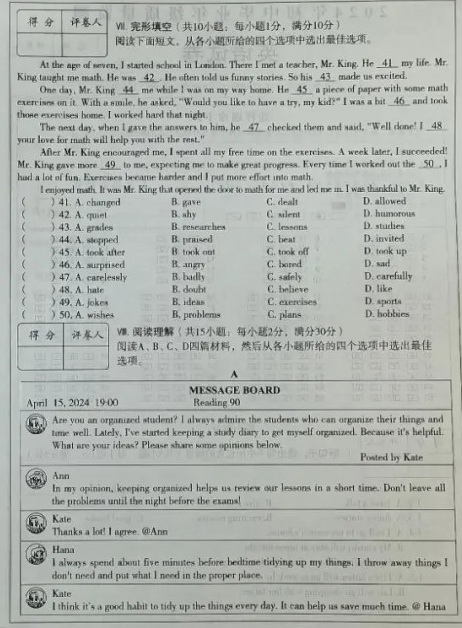 得 分 评卷人
Ⅶ. 完形填空（共10小题；每小题1分，满分10分）
阅读下面短文，从各小题所给的四个选项中选出最佳选项。
At the age of seven, I started school in London. There I met a teacher, Mr. King. He 41 my life. Mr.
King taught me math. He was 42 . He often told us funny stories. So his 43 made us excited.
One day, Mr. King 44 me while I was on my way home. He 45 a piece of paper with some math
exercises on it. With a smile, he asked, "Would you like to have a try, my kid?" I was a bit 46 and took
those exercises home. I worked hard that night.
The next day, when I gave the answers to him, he 47 checked them and said, "Well done! I 48
your love for math will help you with the rest."
After Mr. King encouraged me, I spent all my free time on the exercises. A week later, I succeeded!
Mr. King gave more 49 to me, expecting me to make great progress. Every time I worked out the 50 , I
had a lot of fun. Exercises became harder and I put more effort into math.
I enjoyed math. It was Mr. King that opened the door to math for me and led me in. I was thankful to Mr. King.
( ) 41. A. changed B. gave C. dealt D. allowed
( ) 42. A. quiet B. shy C. silent D. humorous
( ) 43. A. grades B. researches C. lessons D. studies
( ) 44. A. stopped B. praised C. beat D. invited
( ) 45. A. took after B. took out C. took off D. took up
( ) 46. A. surprised B. angry C. bored D. sad
( ) 47. A. carelessly B. badly C. safely D. carefully
( ) 48. A. hate B. doubt C. believe D. like
( ) 49. A. jokes B. ideas C. exercises D. sports
( ) 50. A. wishes B. problems C. plans D. hobbies
得 分 评卷人
Ⅷ. 阅读理解（共15小题；每小题2分，满分30分）
阅读A、B、C、D四篇材料，然后从各小题所给的四个选项中选出最佳
选项。
A
MESSAGE BOARD
April 15, 2024 19:00 Reading 90
Are you an organized student? I always admire the students who can organize their things and
time well. Lately, I've started keeping a study diary to get myself organized. Because it's helpful.
What are your ideas? Please share some opinions below.
Posted by Kate
Ann
In my opinion, keeping organized helps us review our lessons in a short time. Don't leave all
the problems until the night before the exams!
Kate
Thanks a lot! I agree. @Ann
Hana
I always spend about five minutes before bedtime tidying up my things. I throw away things I
don't need and put what I need in the proper place.
Kate
I think it's a good habit to tidy up the things every day. It can help us save much time. @ Hana